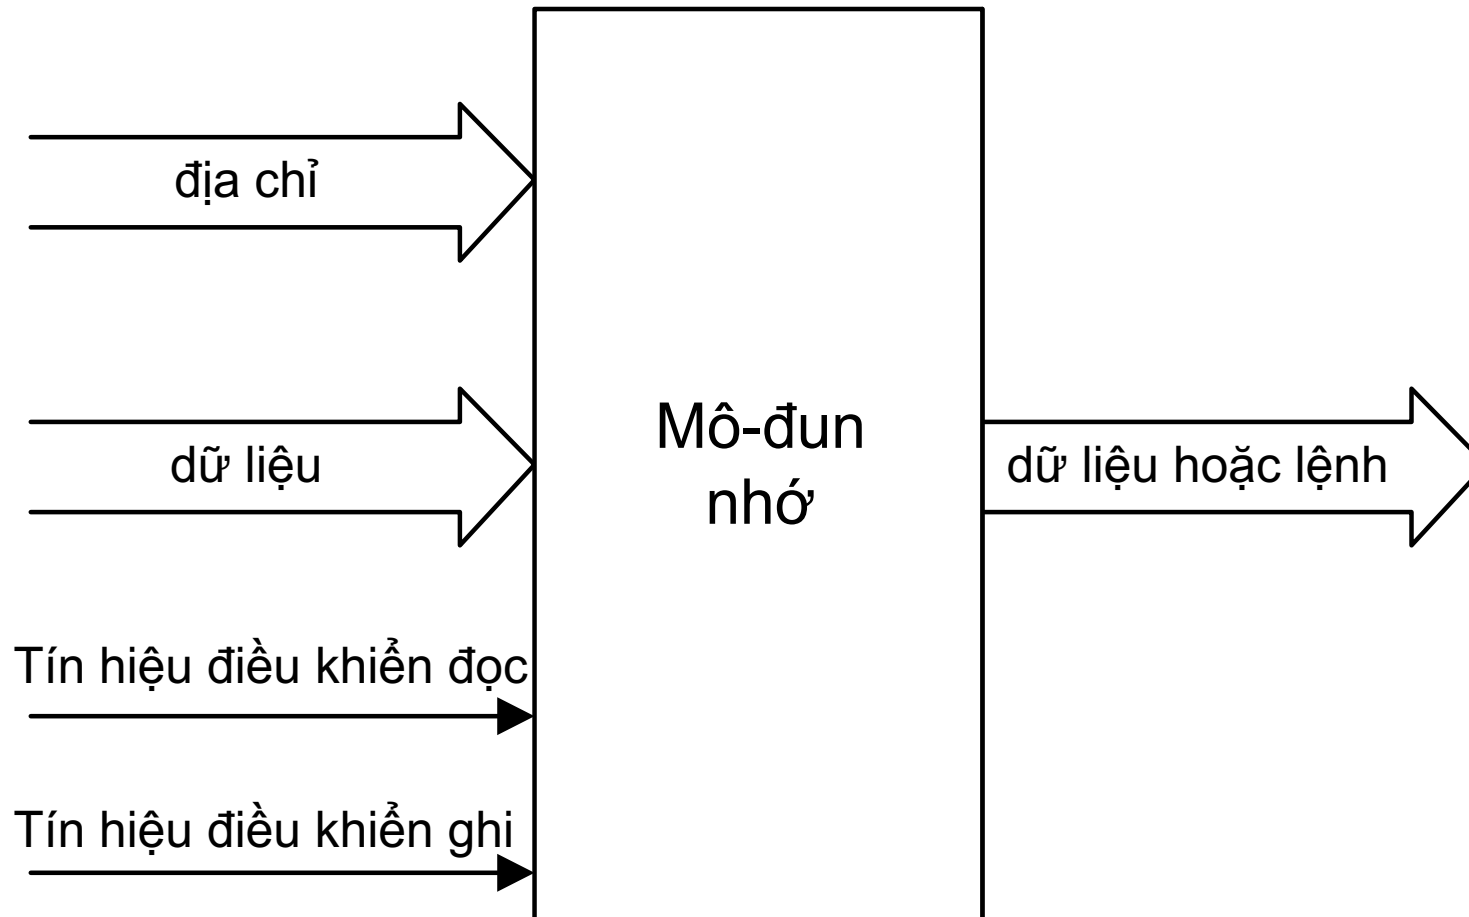 địa chỉ
dữ liệu
Mô-đun
nhớ
dữ liệu hoặc lệnh
Tín hiệu điều khiển đọc
Tín hiệu điều khiển ghi